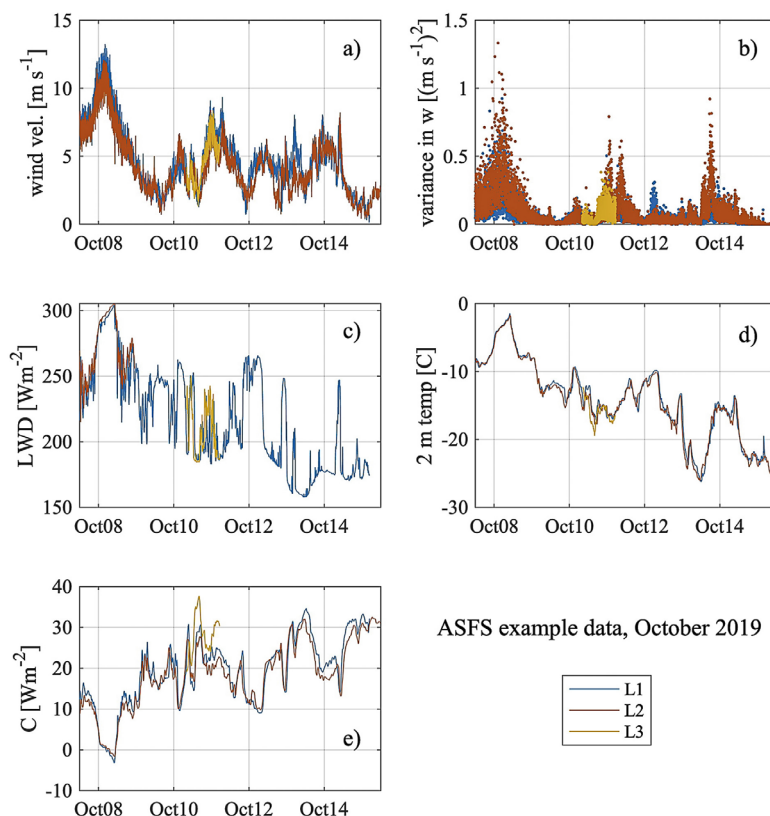 a)
wind vel. [m s⁻¹]
15
10
5
0
Oct08 Oct10 Oct12 Oct14
b)
variance in w [(m s⁻¹)²]
1.5
1
0.5
0
Oct08 Oct10 Oct12 Oct14
c)
LWD [Wm⁻²]
300
250
200
150
Oct08 Oct10 Oct12 Oct14
d)
2 m temp [C]
0
-10
-20
-30
Oct08 Oct10 Oct12 Oct14
e)
C [Wm⁻²]
40
30
20
10
0
-10
Oct08 Oct10 Oct12 Oct14
ASFS example data, October 2019
L1
L2
L3